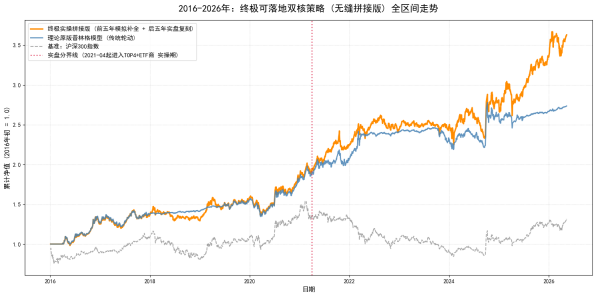 2016-2026年：终极可落地双核策略 (无缝拼接版) 全区间走势
终极实操拼接版 (前五年模拟补全 + 后五年实盘复刻)
理论原版香林格模型 (传统轮动)
基准：沪深300指数
实盘分界线 (2021-04起进入TOP4+ETF商 实操期)
累计净值 (2016年初 = 1.0)
3.5
3.0
2.5
2.0
1.5
1.0
2016
2018
2020
2022
2024
2026
日期